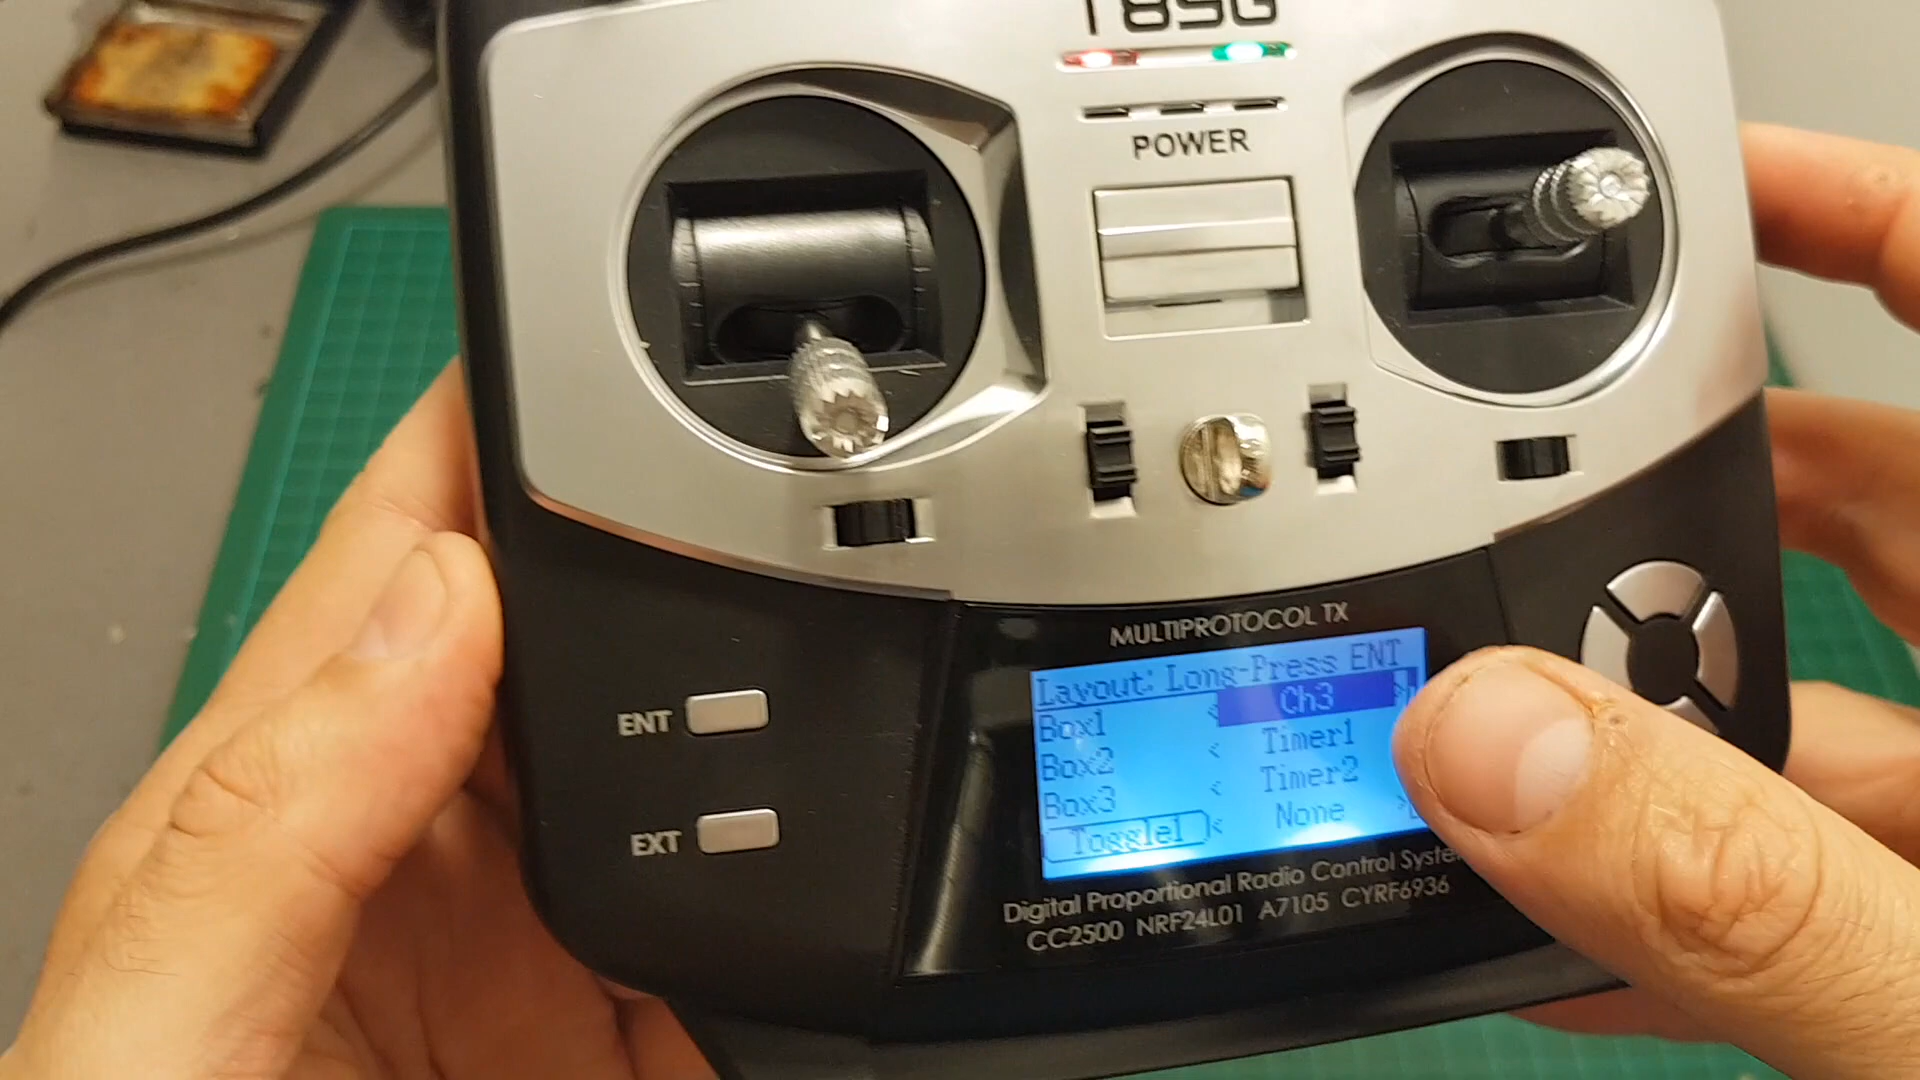 T8SG
POWER
MULTIPROTOCOL TX
Layout: Long-Press ENT
Box1 < Ch3 >
Box2 < Timer1
Box3 < Timer2
Toggle1 < None >
ENT
EXT
Digital Proportional Radio Control
CC2500 NRF24L01 A7105 CYRF6936